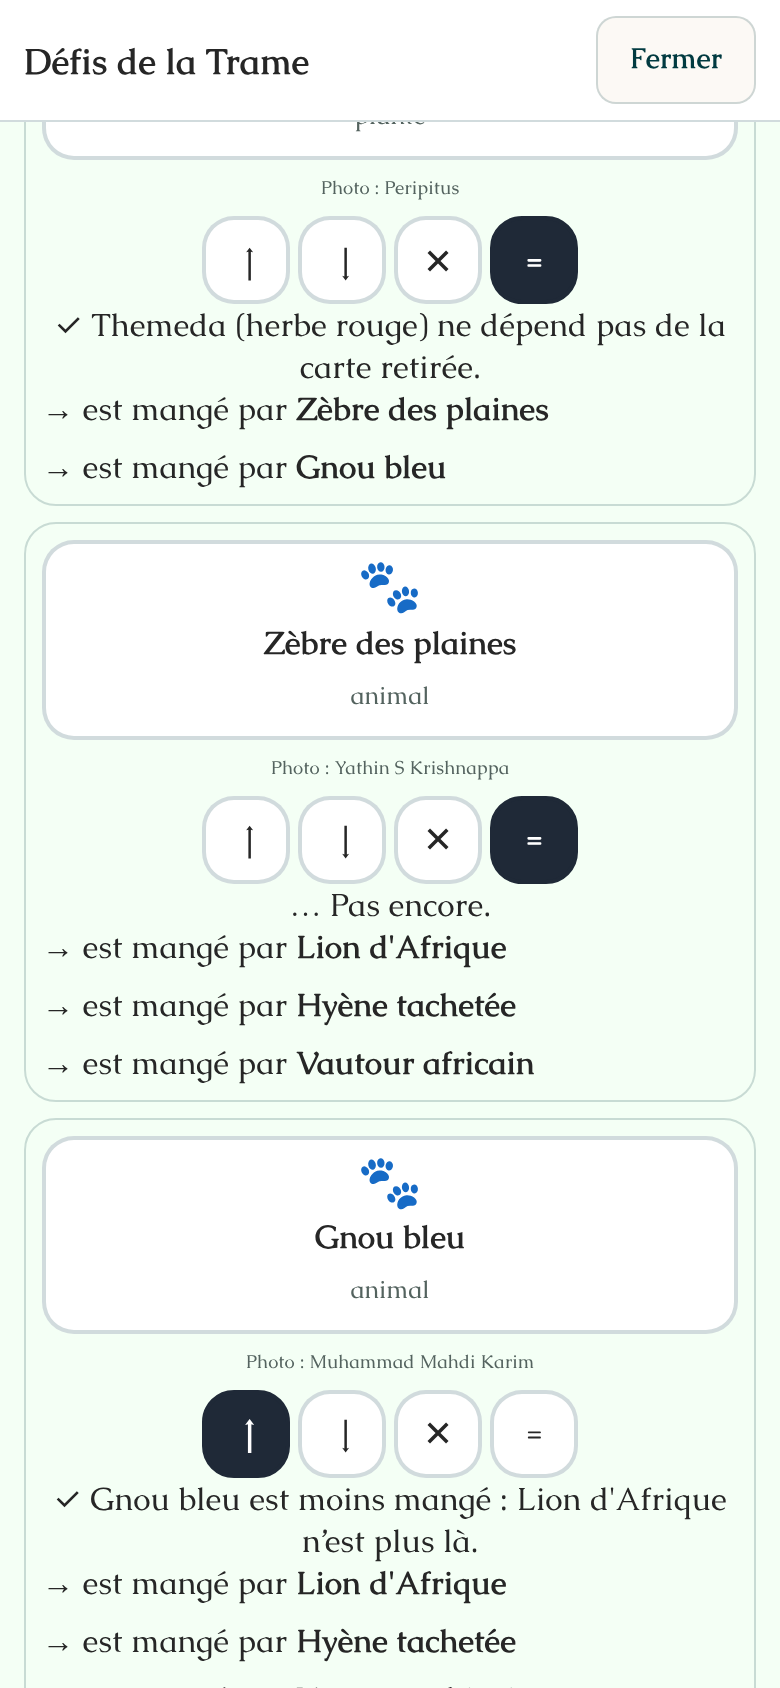 Défis de la Trame
Fermer
Photo : Peripitus
↑ ↓ ✕ =
✓ Themeda (herbe rouge) ne dépend pas de la
carte retirée.
→ est mangé par Zèbre des plaines
→ est mangé par Gnou bleu
Zèbre des plaines
animal
Photo : Yathin S Krishnappa
↑ ↓ ✕ =
… Pas encore.
→ est mangé par Lion d'Afrique
→ est mangé par Hyène tachetée
→ est mangé par Vautour africain
Gnou bleu
animal
Photo : Muhammad Mahdi Karim
↑ ↓ ✕ =
✓ Gnou bleu est moins mangé : Lion d'Afrique
n’est plus là.
→ est mangé par Lion d'Afrique
→ est mangé par Hyène tachetée